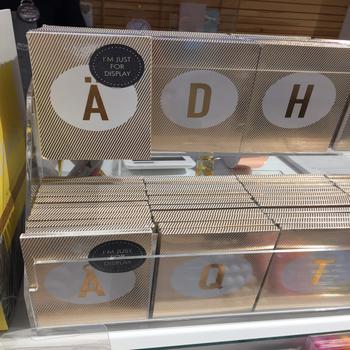 Ä
I'M JUST
FOR
DISPLAY
D
H
Å
I'M JUST
FOR
DISPLAY
Q
T